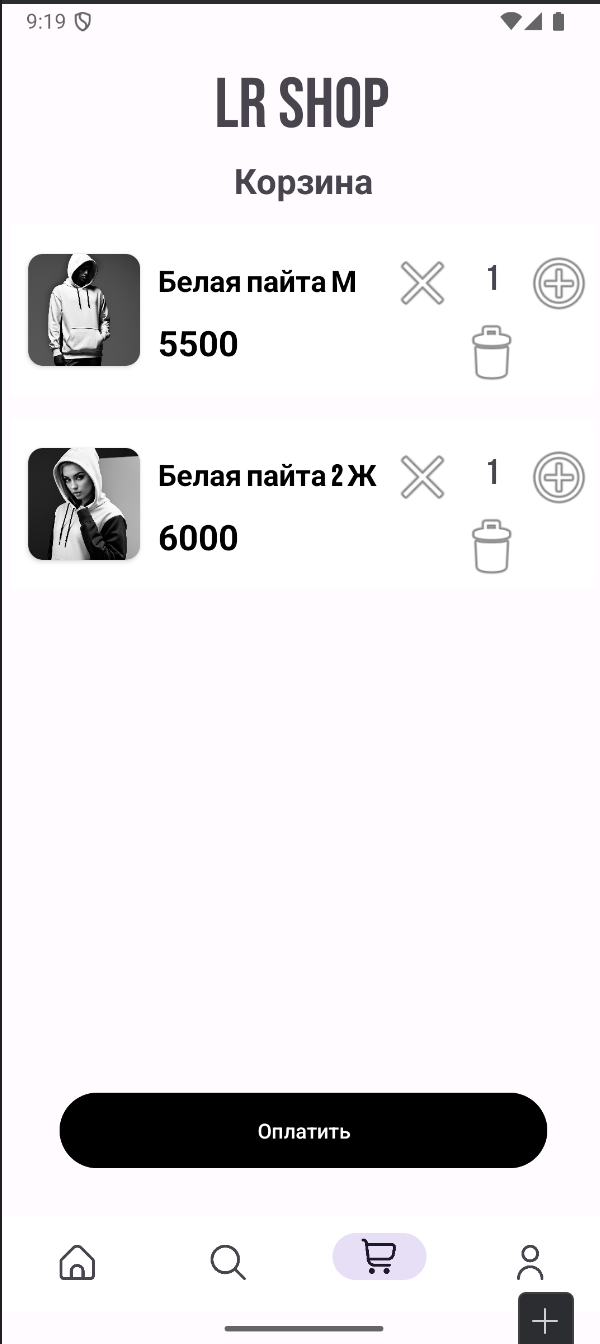 9:19
LR SHOP
Корзина
Белая пайта М
1
5500
Белая пайта 2 Ж
1
6000
Оплатить